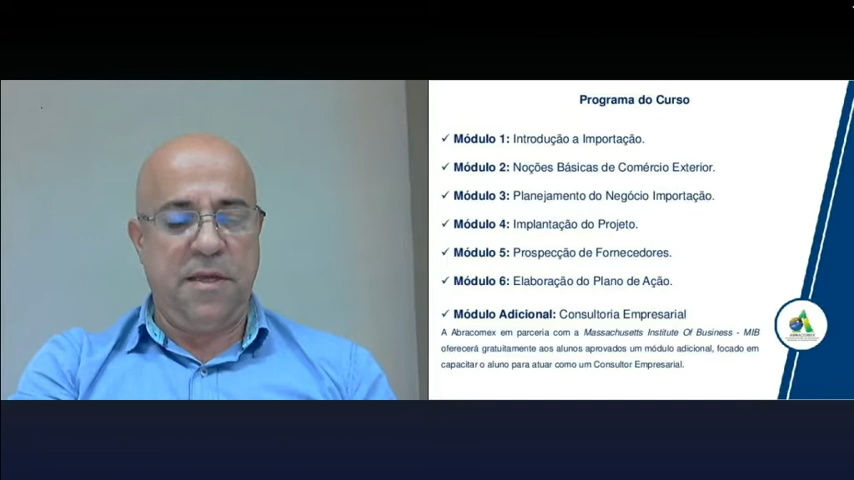 Programa do Curso
✓ Módulo 1: Introdução a Importação.
✓ Módulo 2: Noções Básicas de Comércio Exterior.
✓ Módulo 3: Planejamento do Negócio Importação.
✓ Módulo 4: Implantação do Projeto.
✓ Módulo 5: Prospecção de Fornecedores.
✓ Módulo 6: Elaboração do Plano de Ação.
✓ Módulo Adicional: Consultoria Empresarial
A Abracomex em parceria com a Massachusetts Institute Of Business - MIB
oferecerá gratuitamente aos alunos aprovados um módulo adicional, focado em
capacitar o aluno para atuar como um Consultor Empresarial.
ABRACOMEX